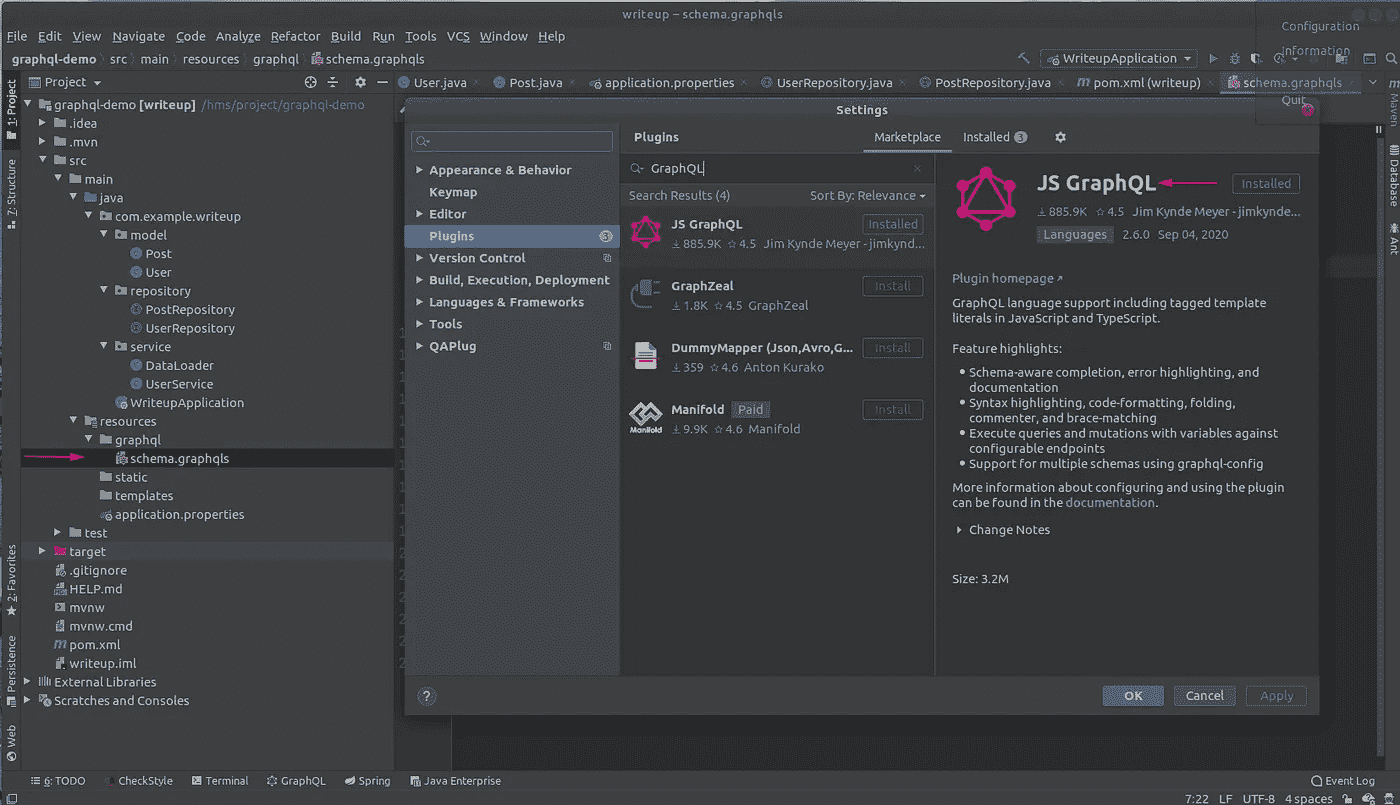 writeup – schema.graphqls
Configuration
Information
Quit
File Edit View Navigate Code Analyze Refactor Build Run Tools VCS Window Help
graphql-demo src main resources graphql schema.graphqls
WriteupApplication
Project
User.java Post.java application.properties UserRepository.java PostRepository.java pom.xml (writeup) schema.graphqls
1: Project
7: Structure
2: Favorites
Persistence
Web
graphql-demo [writeup] /hms/project/graphql-demo
.idea
.mvn
src
main
java
com.example.writeup
model
Post
User
repository
PostRepository
UserRepository
service
DataLoader
UserService
WriteupApplication
resources
graphql
schema.graphqls
static
templates
application.properties
test
target
.gitignore
HELP.md
mvnw
mvnw.cmd
pom.xml
writeup.iml
External Libraries
Scratches and Consoles
Settings
Appearance & Behavior
Keymap
Editor
Plugins 3
Version Control
Build, Execution, Deployment
Languages & Frameworks
Tools
QAPlug
Plugins Marketplace Installed 3
GraphQL
Search Results (4) Sort By: Relevance
JS GraphQL Installed
885.9K 4.5 Jim Kynde Meyer - jimkynd...
GraphZeal Install
1.8K 4.5 GraphZeal
DummyMapper (Json,Avro,G... Install
359 4.6 Anton Kurako
Manifold Paid Install
Manifold
9.9K 4.6 Manifold
JS GraphQL Installed
885.9K 4.5 Jim Kynde Meyer - jimkynde...
Languages 2.6.0 Sep 04, 2020
Plugin homepage
GraphQL language support including tagged template
literals in JavaScript and TypeScript.
Feature highlights:
Schema-aware completion, error highlighting, and
documentation
Syntax highlighting, code-formatting, folding,
commenter, and brace-matching
Execute queries and mutations with variables against
configurable endpoints
Support for multiple schemas using graphql-config
More information about configuring and using the plugin
can be found in the documentation.
Change Notes
Size: 3.2M
? OK Cancel Apply
Maven
Database
Ant
6: TODO CheckStyle Terminal GraphQL Spring Java Enterprise Event Log
7:22 LF UTF-8 4 spaces